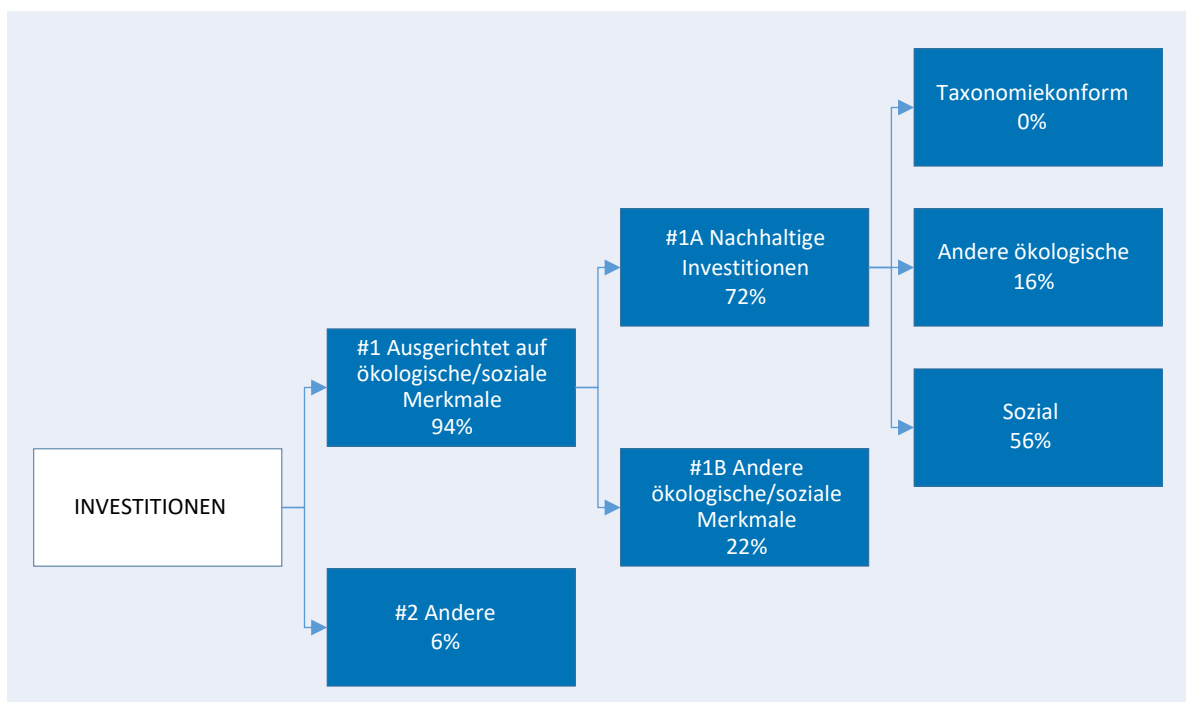 Taxonomiekonform
0%
Andere ökologische
16%
Sozial
56%
#1A Nachhaltige
Investitionen
72%
#1B Andere
ökologische/soziale
Merkmale
22%
#1 Ausgerichtet auf
ökologische/soziale
Merkmale
94%
#2 Andere
6%
INVESTITIONEN